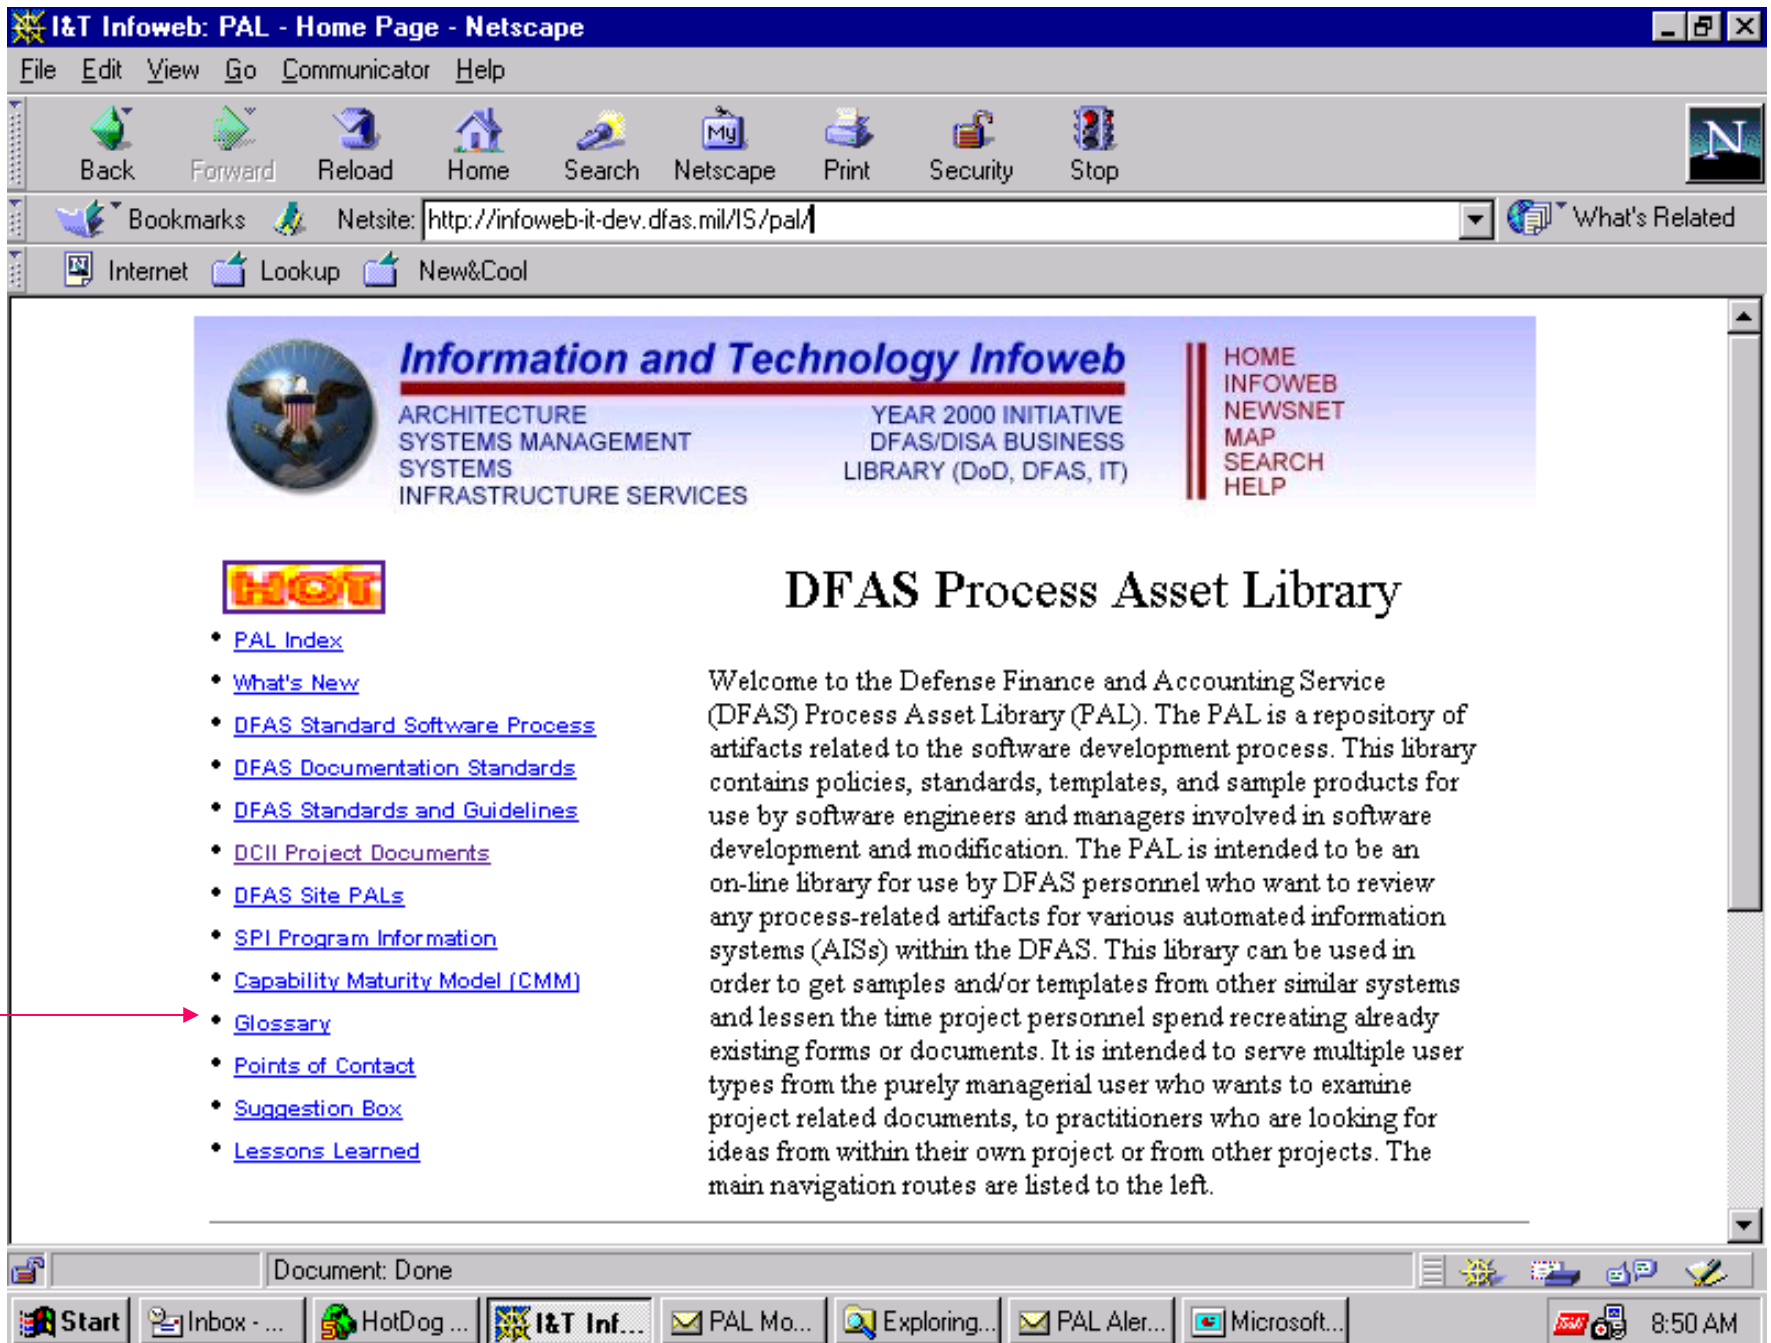 I&T Infoweb: PAL - Home Page - Netscape
File Edit View Go Communicator Help
Back Forward Reload Home Search Netscape Print Security Stop
My
N
Bookmarks Netsite: http://infoweb-it-dev.dfas.mil/IS/pal/ What's Related
Internet Lookup New&Cool
Information and Technology Infoweb
ARCHITECTURE
SYSTEMS MANAGEMENT
SYSTEMS
INFRASTRUCTURE SERVICES
YEAR 2000 INITIATIVE
DFAS/DISA BUSINESS
LIBRARY (DoD, DFAS, IT)
HOME
INFOWEB
NEWSNET
MAP
SEARCH
HELP
HOT
• PAL Index
• What's New
• DFAS Standard Software Process
• DFAS Documentation Standards
• DFAS Standards and Guidelines
• DCII Project Documents
• DFAS Site PALs
• SPI Program Information
• Capability Maturity Model (CMM)
• Glossary
• Points of Contact
• Suggestion Box
• Lessons Learned
DFAS Process Asset Library
Welcome to the Defense Finance and Accounting Service
(DFAS) Process Asset Library (PAL). The PAL is a repository of
artifacts related to the software development process. This library
contains policies, standards, templates, and sample products for
use by software engineers and managers involved in software
development and modification. The PAL is intended to be an
on-line library for use by DFAS personnel who want to review
any process-related artifacts for various automated information
systems (AISs) within the DFAS. This library can be used in
order to get samples and/or templates from other similar systems
and lessen the time project personnel spend recreating already
existing forms or documents. It is intended to serve multiple user
types from the purely managerial user who wants to examine
project related documents, to practitioners who are looking for
ideas from within their own project or from other projects. The
main navigation routes are listed to the left.
Document: Done
Start Inbox - ... HotDog ... I&T Inf... PAL Mo... Exploring... PAL Aler... Microsoft... 8:50 AM